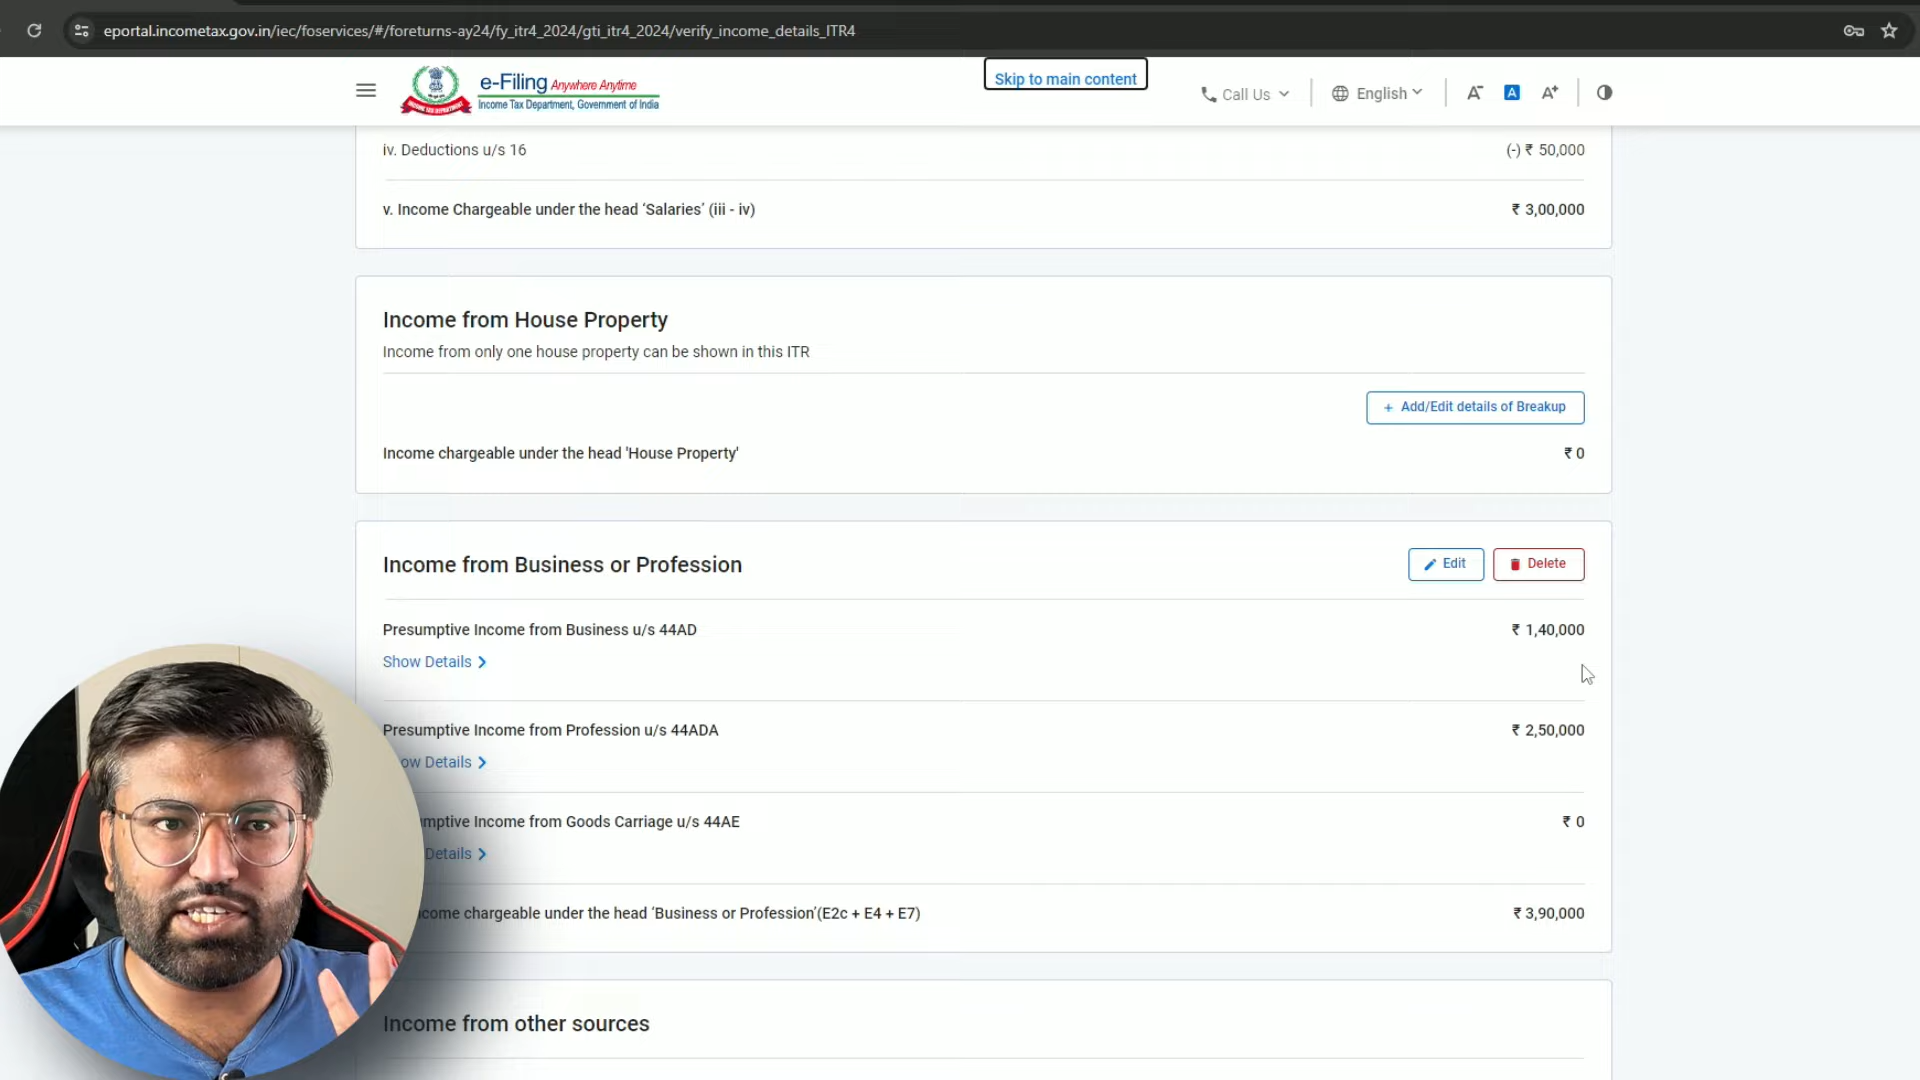 eportal.incometax.gov.in/iec/foservices/#/foreturns-ay24/fy_itr4_2024/gti_itr4_2024/verify_income_details_ITR4
e-Filing Anywhere Anytime
Income Tax Department, Government of India
Skip to main content
Call Us
English
A-
A
A+
iv. Deductions u/s 16
(-) ₹ 50,000
v. Income Chargeable under the head ‘Salaries’ (iii - iv)
₹ 3,00,000
Income from House Property
Income from only one house property can be shown in this ITR
+ Add/Edit details of Breakup
Income chargeable under the head 'House Property'
₹ 0
Income from Business or Profession
Edit
Delete
Presumptive Income from Business u/s 44AD
₹ 1,40,000
Show Details
Presumptive Income from Profession u/s 44ADA
₹ 2,50,000
ow Details
mptive Income from Goods Carriage u/s 44AE
₹ 0
Details
come chargeable under the head ‘Business or Profession’(E2c + E4 + E7)
₹ 3,90,000
Income from other sources